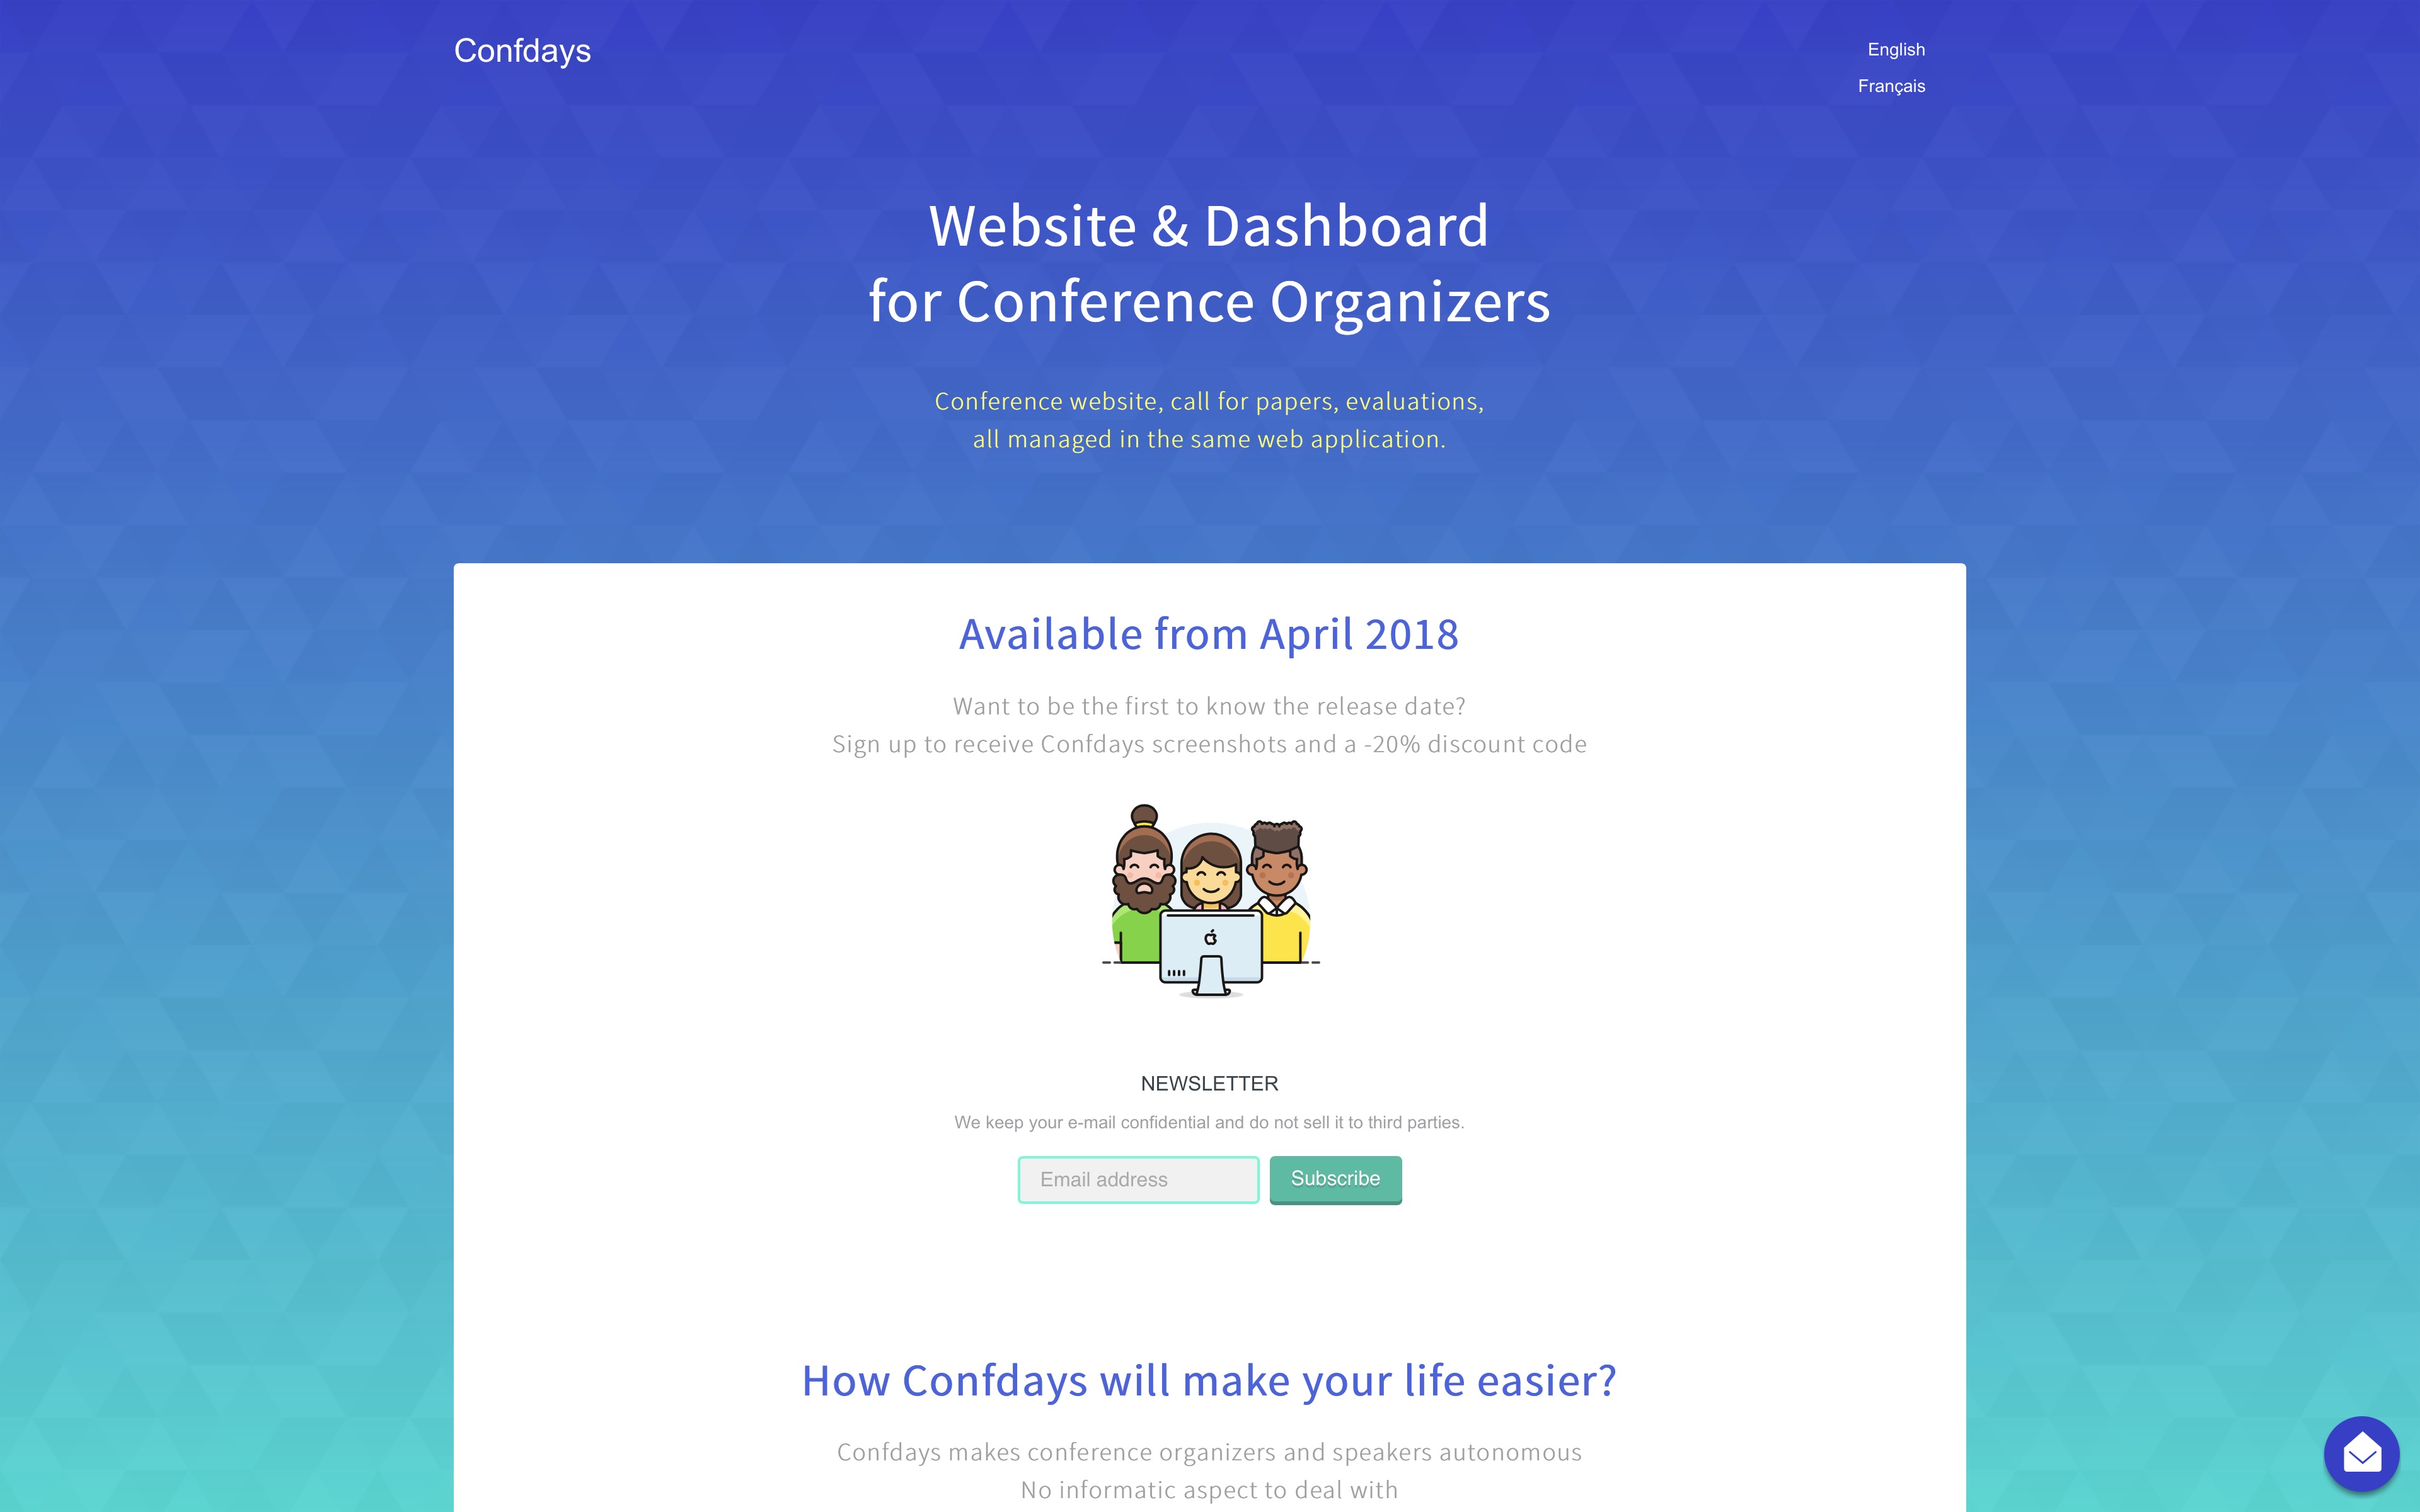 Confdays
English
Français
Website & Dashboard
for Conference Organizers
Conference website, call for papers, evaluations,
all managed in the same web application.
Available from April 2018
Want to be the first to know the release date?
Sign up to receive Confdays screenshots and a -20% discount code
NEWSLETTER
We keep your e-mail confidential and do not sell it to third parties.
Email address
Subscribe
How Confdays will make your life easier?
Confdays makes conference organizers and speakers autonomous
No informatic aspect to deal with